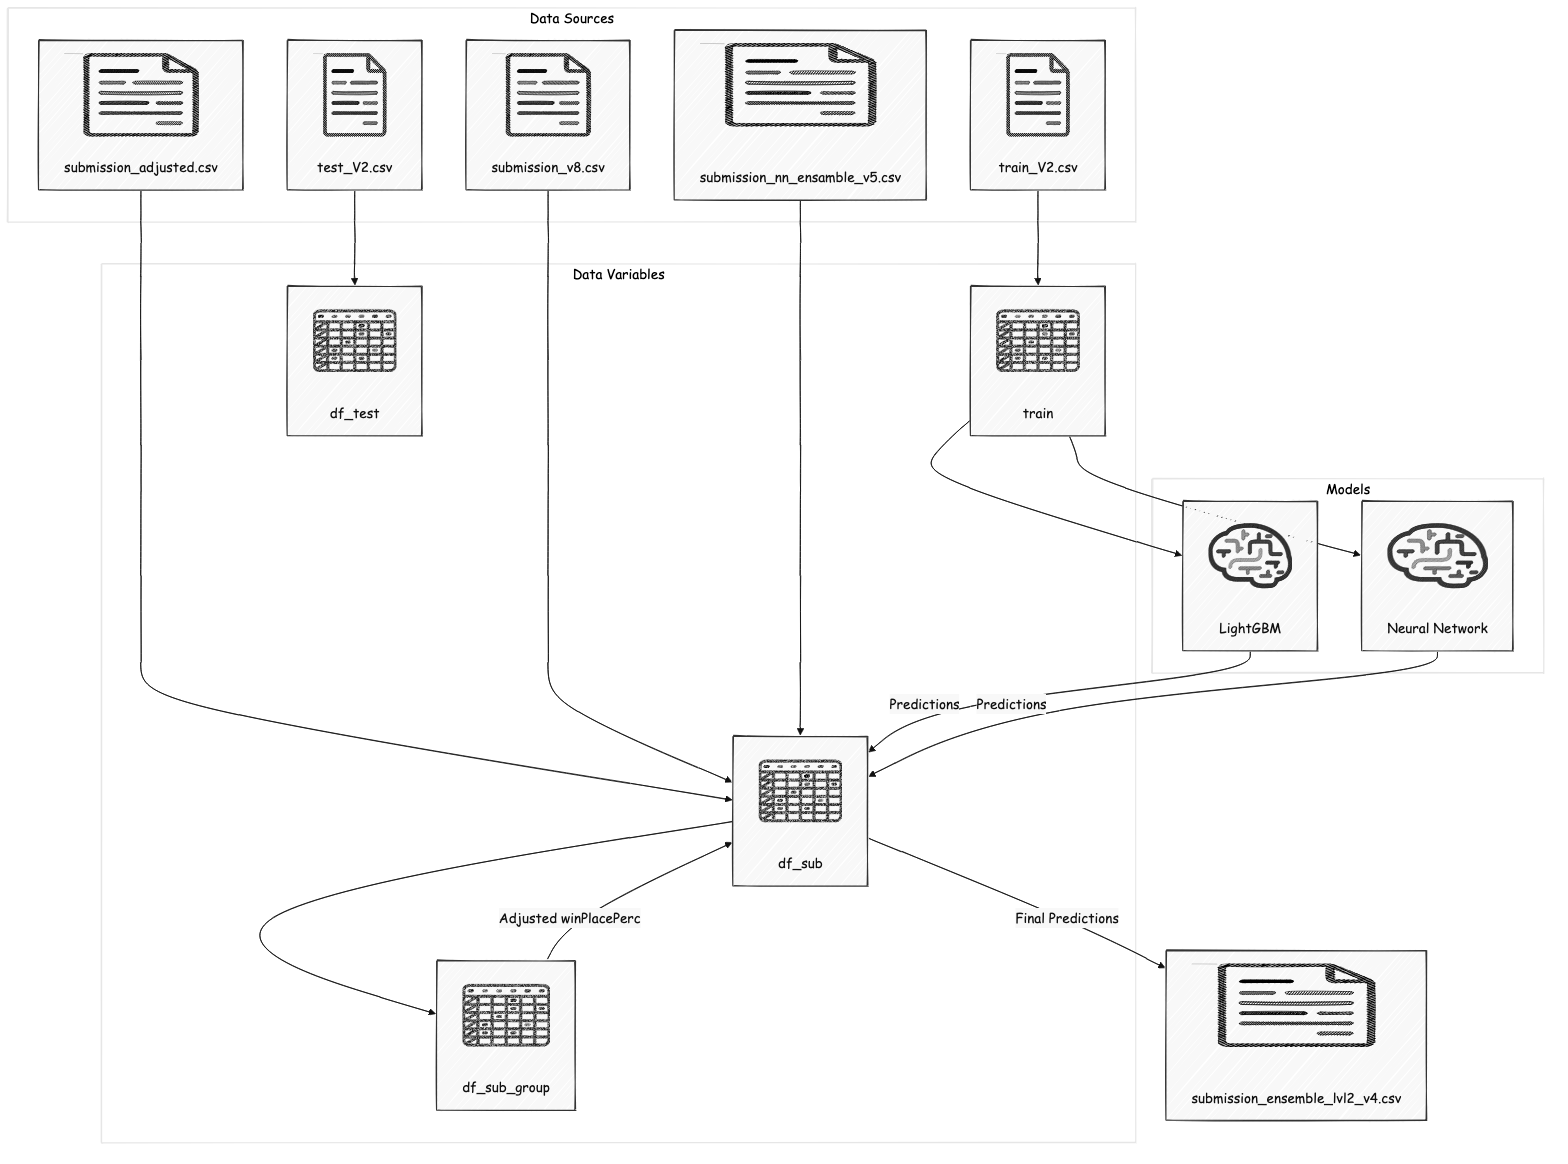 Data Sources
submission_adjusted.csv
test_V2.csv
submission_v8.csv
submission_nn_ensamble_v5.csv
train_V2.csv
Data Variables
df_test
train
Models
LightGBM
Neural Network
Predictions
Predictions
df_sub
Adjusted winPlacePerc
Final Predictions
df_sub_group
submission_ensemble_lvl2_v4.csv